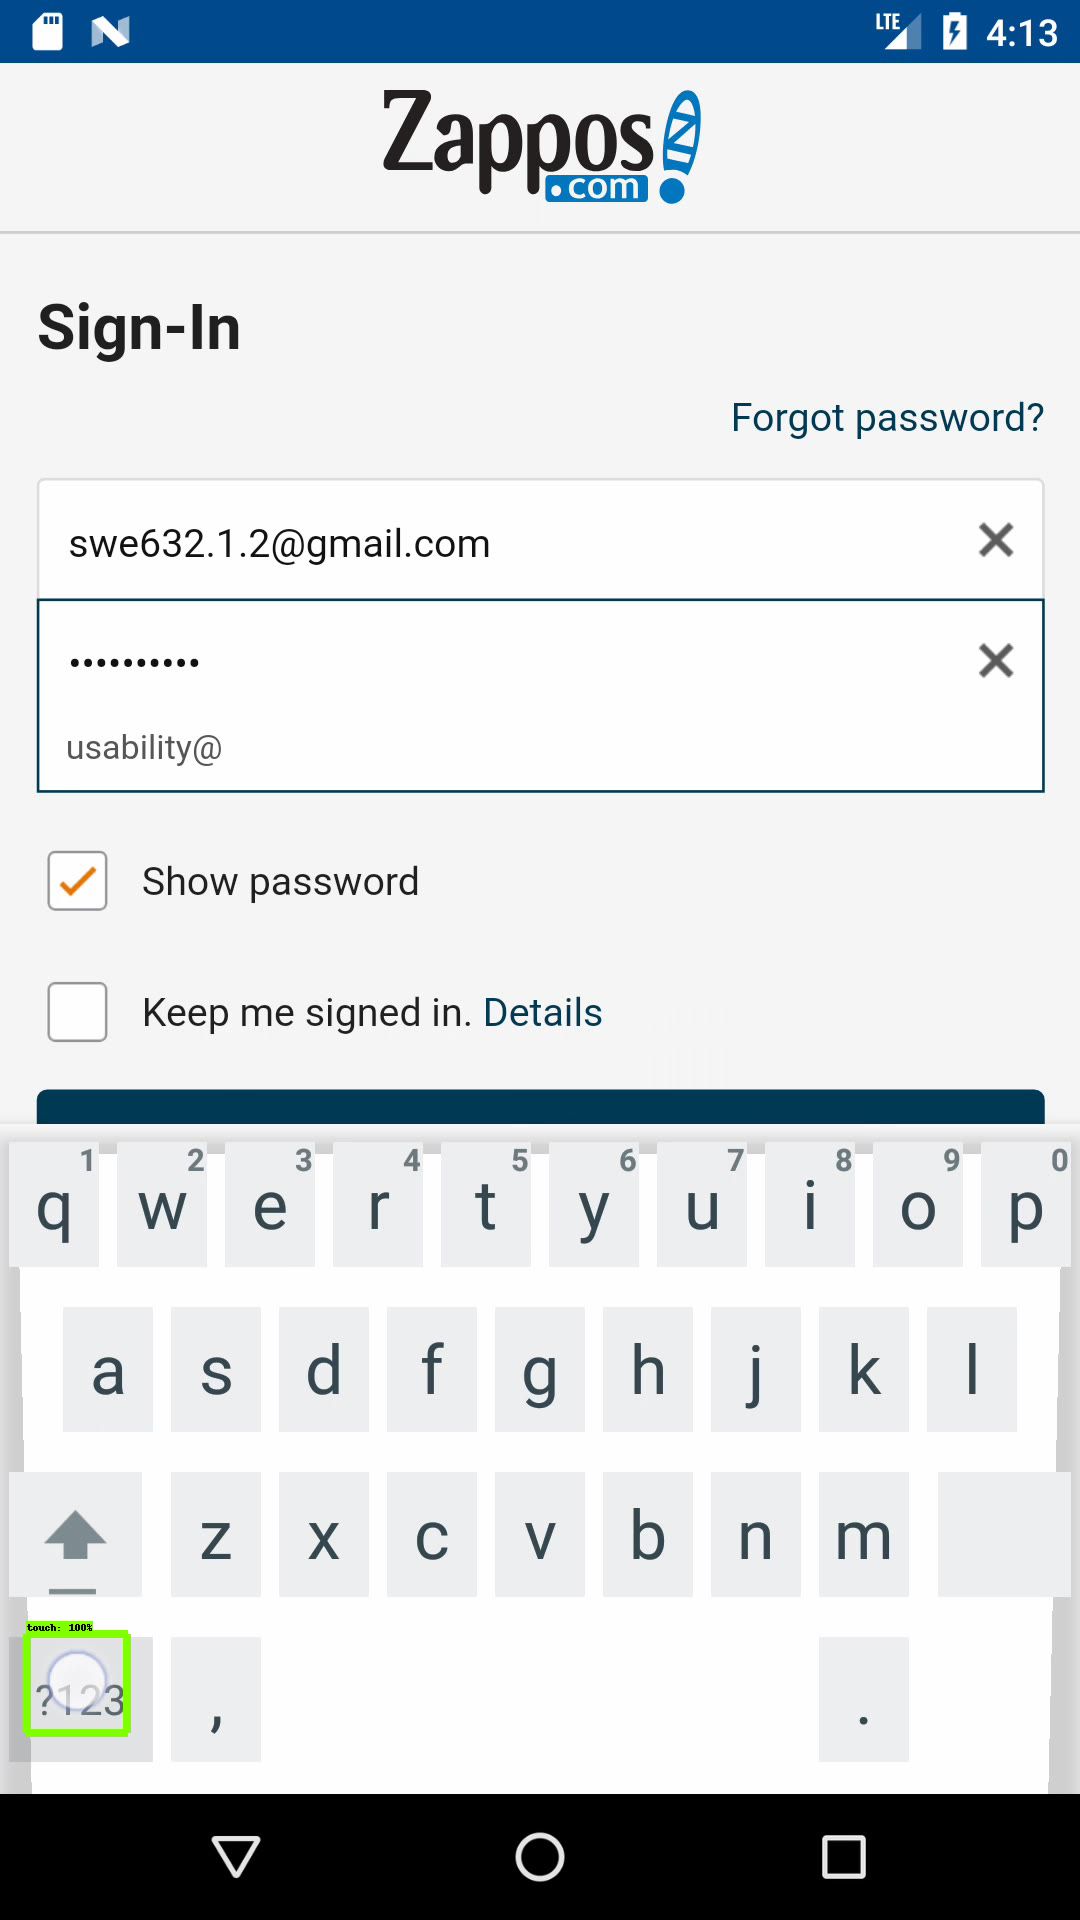 LTE 4:13
Zappos
.com
Sign-In
Forgot password?
swe632.1.2@gmail.com
••••••••••
usability@
Show password
Keep me signed in. Details
1 2 3 4 5 6 7 8 9 0
q w e r t y u i o p
a s d f g h j k l
z x c v b n m
touch: 100%
?123 , .